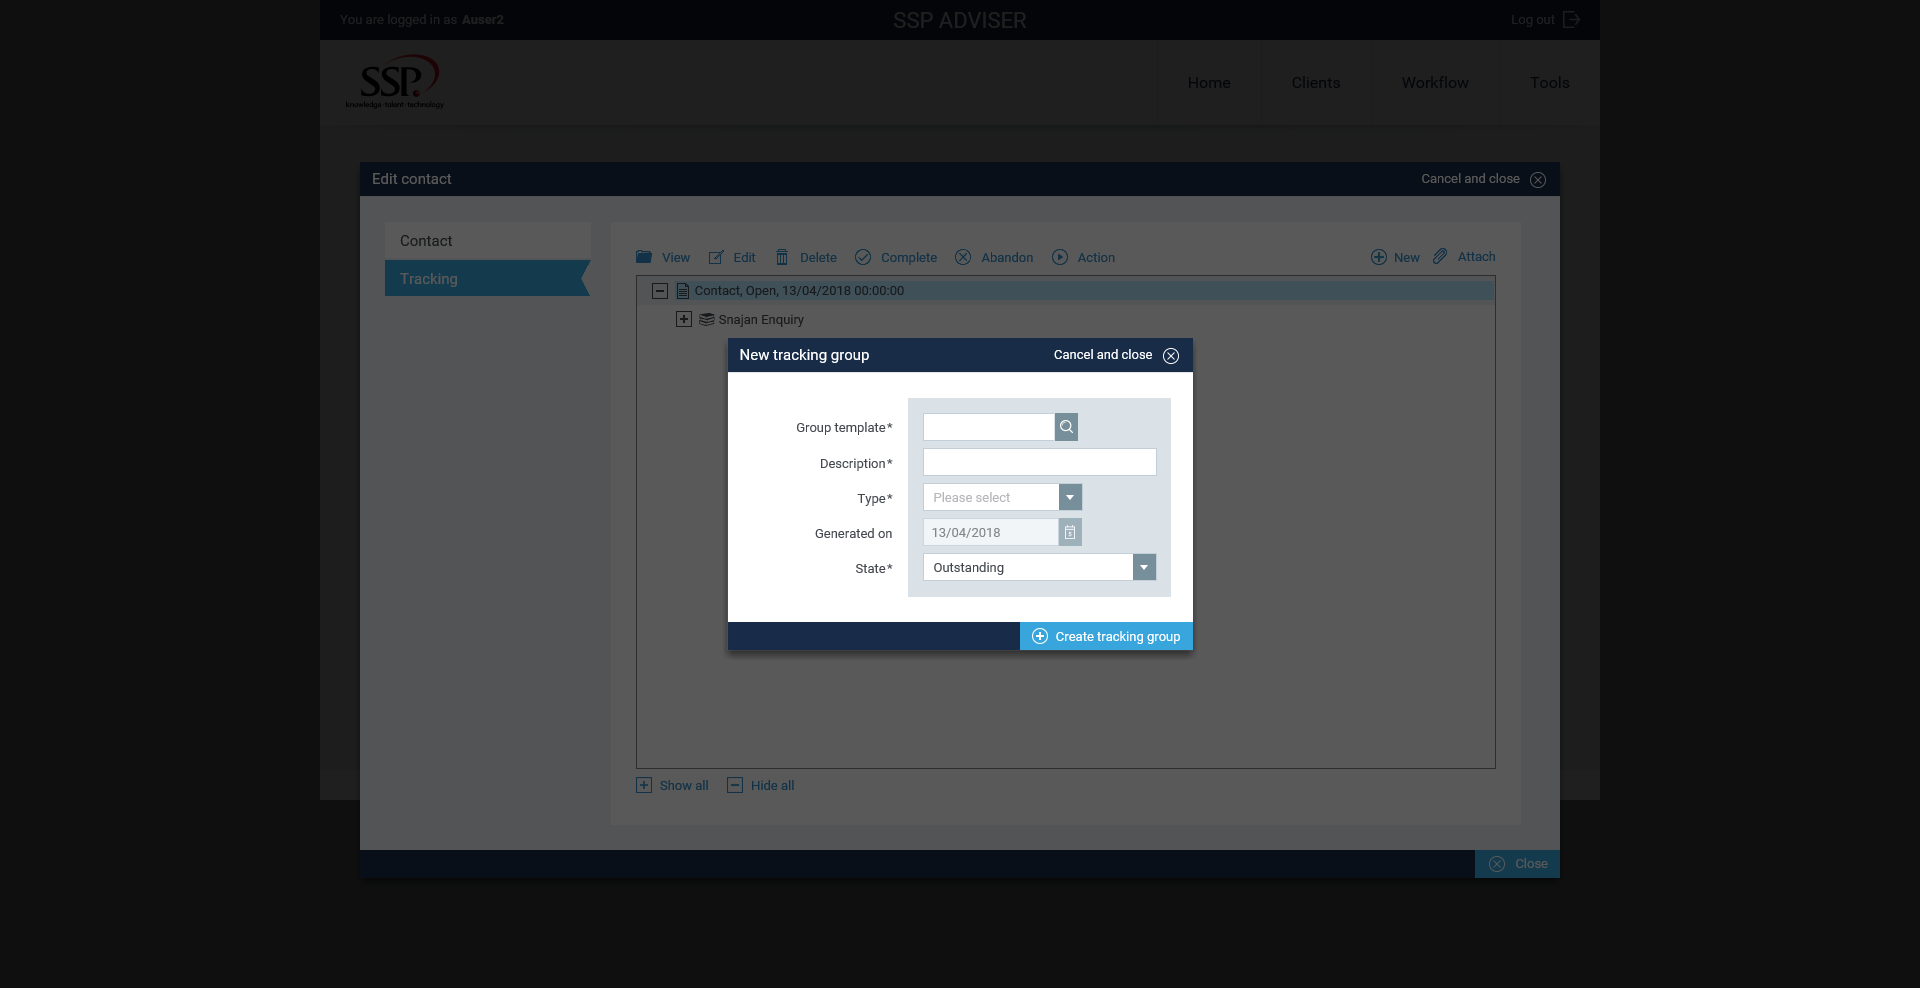 You are logged in as Auser2
SSP ADVISER
Log out
SSP.
knowledge·talent·technology
Home
Clients
Workflow
Tools
Edit contact
Cancel and close
Contact
Tracking
View
Edit
Delete
Complete
Abandon
Action
New
Attach
Contact, Open, 13/04/2018 00:00:00
Snajan Enquiry
New tracking group
Cancel and close
Group template*
Description*
Type*
Please select
Generated on
13/04/2018
State*
Outstanding
Create tracking group
Show all
Hide all
Close